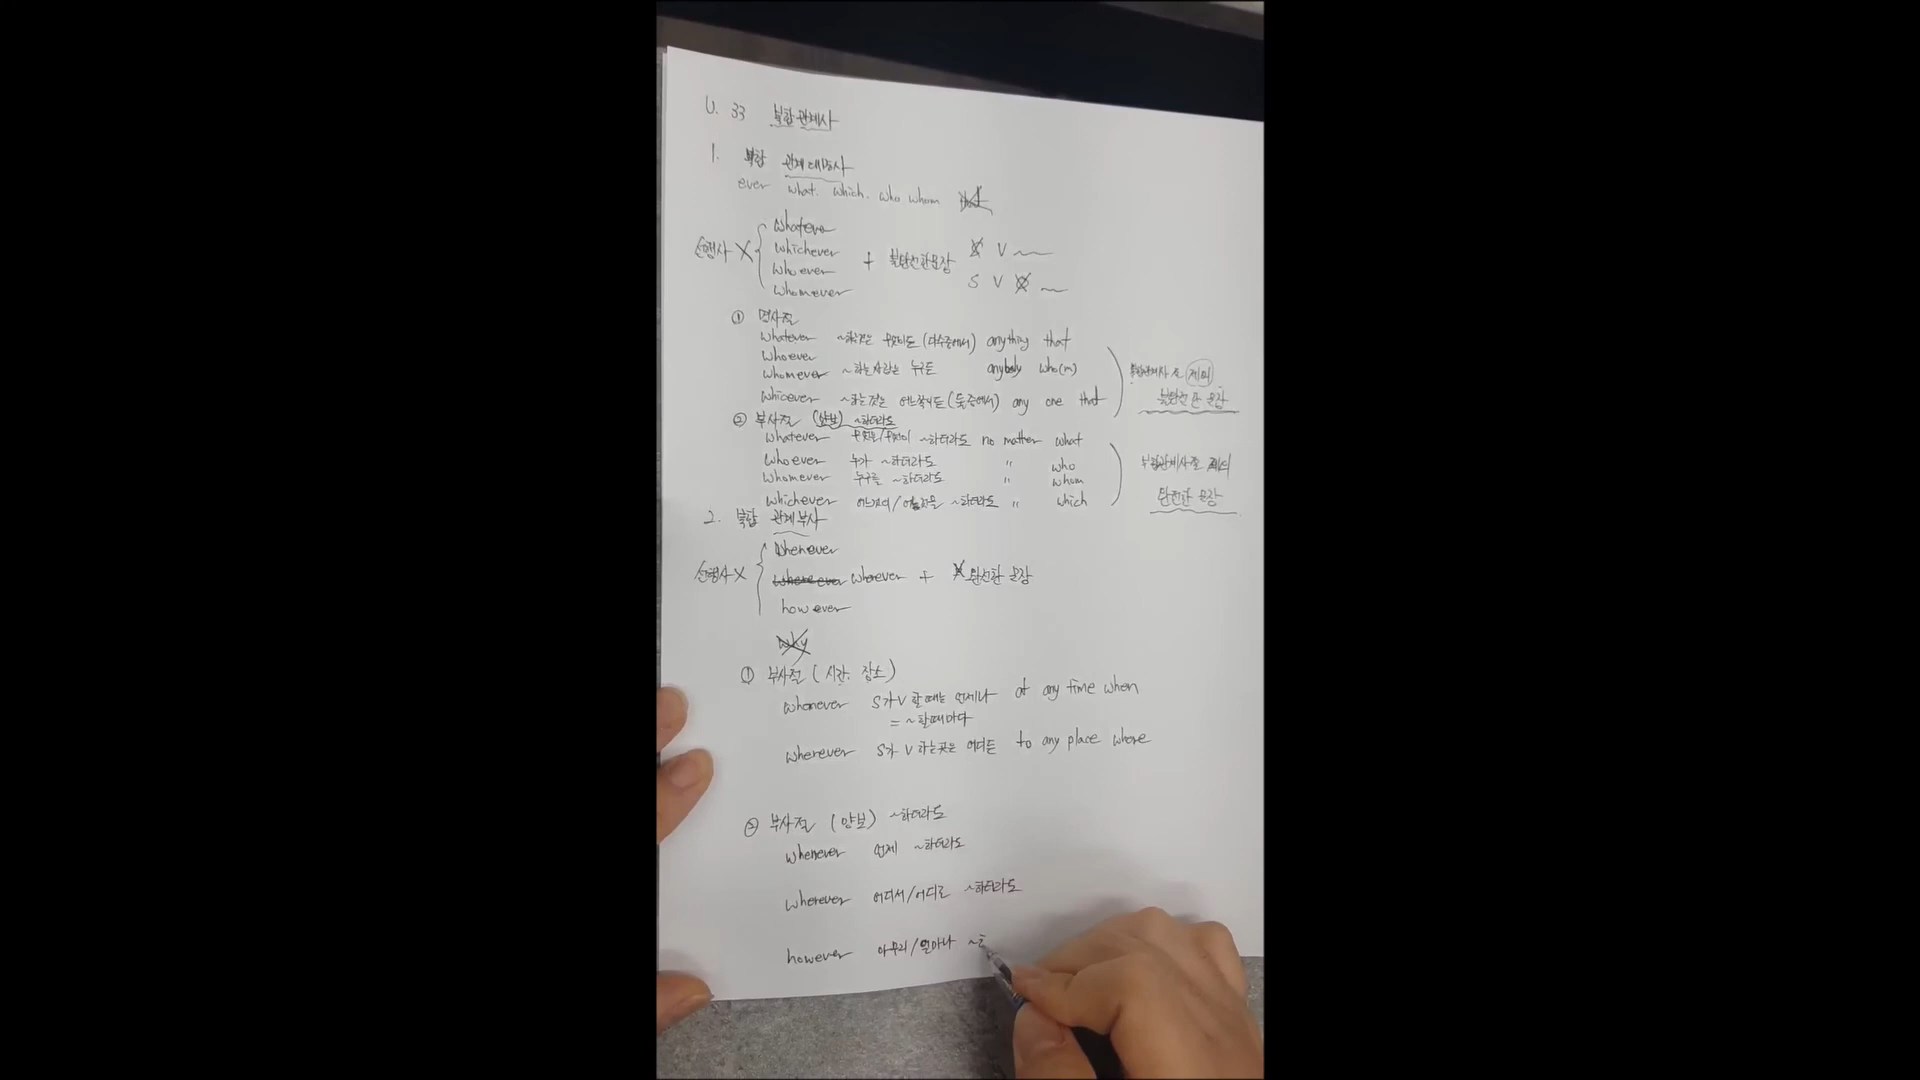 U. 33 복합관계사
1. 복합 관계대명사
ever what. which. who whom
선행사 X
whatever
whichever
whoever
whomever
+ 불완전한문장
S V
S V O
① 명사절
whatever ~하는것은 무엇이든 (다수중에서) anything that
whoever
whomever ~하는사람은 누구든 anybody who(m)
whicever ~하는것은 어느쪽이든 (둘중에서) any one that
복합관계사 절 제외
불완전한 문장
② 부사절 (양보) ~하더라도
whatever 무엇을/무엇이 ~하더라도 no matter what
whoever 누가 ~하더라도 " who
whomever 누구를 ~하더라도 " whom
whichever ~하더라도 " which
복합관계사절 제외
완전한 문장
2. 복합 관계부사
선행사 X
whenever
where ever wherever + 완전한 문장
however
why
① 부사절 (시간. 장소)
whenever S가 V 할때는 언제나 at any time when
= ~할때마다
wherever S가 V 하는곳은 어디든 to any place where
② 부사절 (양보) ~하더라도
whenever 언제 ~하더라도
wherever 어디서/어디로 ~하더라도
however 아무리/얼마나 ~